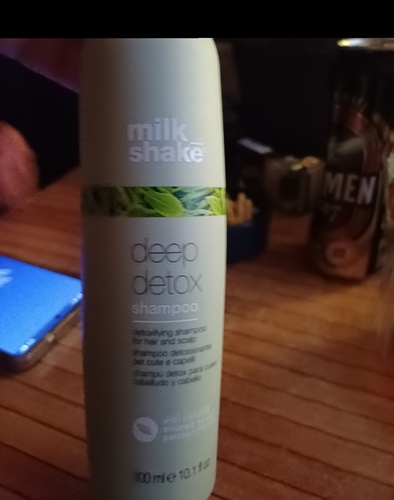 milk_
shake
deep
detox
shampoo
detoxifying shampoo
for hair and scalp
shampoo detossinante
per cute e capelli
champú detox para cuero
cabelludo y cabello
300 ml e 10.1 fl oz
MEN